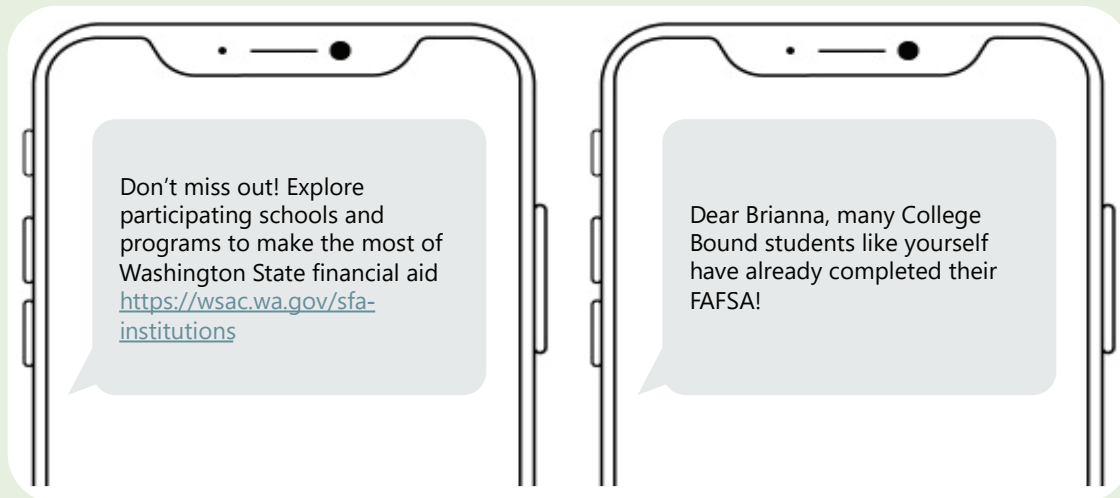 Don’t miss out! Explore
participating schools and
programs to make the most of
Washington State financial aid
https://wsac.wa.gov/sfa-
institutions
Dear Brianna, many College
Bound students like yourself
have already completed their
FAFSA!